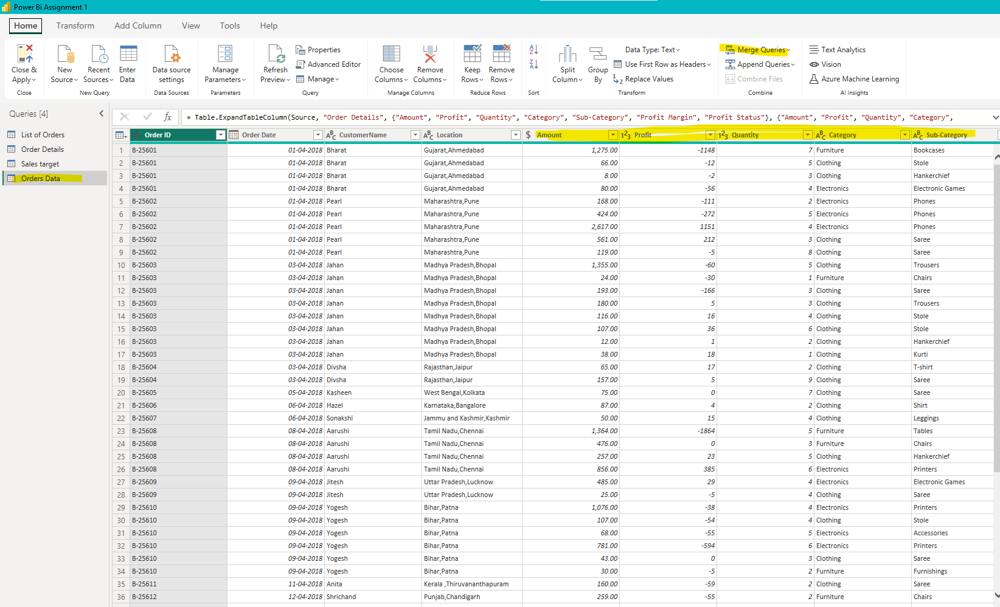 Power Bi Assignment 1
Home Transform Add Column View Tools Help
Close & Apply
Close
New Source
Recent Sources
Enter Data
New Query
Data source settings
Data Sources
Manage Parameters
Parameters
Refresh Preview
Properties
Advanced Editor
Manage
Query
Choose Columns
Remove Columns
Manage Columns
Keep Rows
Remove Rows
Reduce Rows
Sort
Split Column
Group By
Data Type: Text
Use First Row as Headers
Replace Values
Transform
Merge Queries
Append Queries
Combine Files
Combine
Text Analytics
Vision
Azure Machine Learning
AI Insights
Queries [4]
List of Orders
Order Details
Sales target
Orders Data
= Table.ExpandTableColumn(Source, "Order Details", {"Amount", "Profit", "Quantity", "Category", "Sub-Category", "Profit Margin", "Profit Status"}, {"Amount", "Profit", "Quantity", "Category",
Order ID Order Date CustomerName Location Amount Profit Quantity Category Sub-Category
1 B-25601 01-04-2018 Bharat Gujarat,Ahmedabad 1,275.00 -1148 7 Furniture Bookcases
2 B-25601 01-04-2018 Bharat Gujarat,Ahmedabad 66.00 -12 5 Clothing Stole
3 B-25601 01-04-2018 Bharat Gujarat,Ahmedabad 8.00 -2 3 Clothing Hankerchief
4 B-25601 01-04-2018 Bharat Gujarat,Ahmedabad 80.00 -56 4 Electronics Electronic Games
5 B-25602 01-04-2018 Pearl Maharashtra,Pune 168.00 -111 2 Electronics Phones
6 B-25602 01-04-2018 Pearl Maharashtra,Pune 424.00 -272 5 Electronics Phones
7 B-25602 01-04-2018 Pearl Maharashtra,Pune 2,617.00 1151 4 Electronics Phones
8 B-25602 01-04-2018 Pearl Maharashtra,Pune 561.00 212 3 Clothing Saree
9 B-25602 01-04-2018 Pearl Maharashtra,Pune 119.00 -5 8 Clothing Saree
10 B-25603 03-04-2018 Jahan Madhya Pradesh,Bhopal 1,355.00 -60 5 Clothing Trousers
11 B-25603 03-04-2018 Jahan Madhya Pradesh,Bhopal 24.00 -30 1 Furniture Chairs
12 B-25603 03-04-2018 Jahan Madhya Pradesh,Bhopal 193.00 -166 3 Clothing Saree
13 B-25603 03-04-2018 Jahan Madhya Pradesh,Bhopal 180.00 5 3 Clothing Trousers
14 B-25603 03-04-2018 Jahan Madhya Pradesh,Bhopal 116.00 16 4 Clothing Stole
15 B-25603 03-04-2018 Jahan Madhya Pradesh,Bhopal 107.00 36 6 Clothing Stole
16 B-25603 03-04-2018 Jahan Madhya Pradesh,Bhopal 12.00 1 2 Clothing Hankerchief
17 B-25603 03-04-2018 Jahan Madhya Pradesh,Bhopal 38.00 18 1 Clothing Kurti
18 B-25604 03-04-2018 Divsha Rajasthan,Jaipur 65.00 17 2 Clothing T-shirt
19 B-25604 03-04-2018 Divsha Rajasthan,Jaipur 157.00 5 9 Clothing Saree
20 B-25605 05-04-2018 Kasheen West Bengal,Kolkata 75.00 0 7 Clothing Saree
21 B-25606 06-04-2018 Hazel Karnataka,Bangalore 87.00 4 2 Clothing Shirt
22 B-25607 06-04-2018 Sonakshi Jammu and Kashmir,Kashmir 50.00 15 4 Clothing Leggings
23 B-25608 08-04-2018 Aarushi Tamil Nadu,Chennai 1,364.00 -1864 5 Furniture Tables
24 B-25608 08-04-2018 Aarushi Tamil Nadu,Chennai 476.00 0 3 Furniture Chairs
25 B-25608 08-04-2018 Aarushi Tamil Nadu,Chennai 257.00 23 5 Clothing Hankerchief
26 B-25608 08-04-2018 Aarushi Tamil Nadu,Chennai 856.00 385 6 Electronics Printers
27 B-25609 09-04-2018 Jitesh Uttar Pradesh,Lucknow 485.00 29 4 Electronics Electronic Games
28 B-25609 09-04-2018 Jitesh Uttar Pradesh,Lucknow 25.00 -5 4 Clothing Saree
29 B-25610 09-04-2018 Yogesh Bihar,Patna 1,076.00 -38 4 Electronics Printers
30 B-25610 09-04-2018 Yogesh Bihar,Patna 107.00 -54 4 Clothing Stole
31 B-25610 09-04-2018 Yogesh Bihar,Patna 68.00 -55 5 Electronics Accessories
32 B-25610 09-04-2018 Yogesh Bihar,Patna 781.00 -594 6 Electronics Printers
33 B-25610 09-04-2018 Yogesh Bihar,Patna 43.00 0 3 Clothing Saree
34 B-25610 09-04-2018 Yogesh Bihar,Patna 30.00 -5 2 Furniture Furnishings
35 B-25611 11-04-2018 Anita Kerala ,Thiruvananthapuram 160.00 -59 2 Clothing Saree
36 B-25612 12-04-2018 Shrichand Punjab,Chandigarh 259.00 -55 2 Furniture Chairs